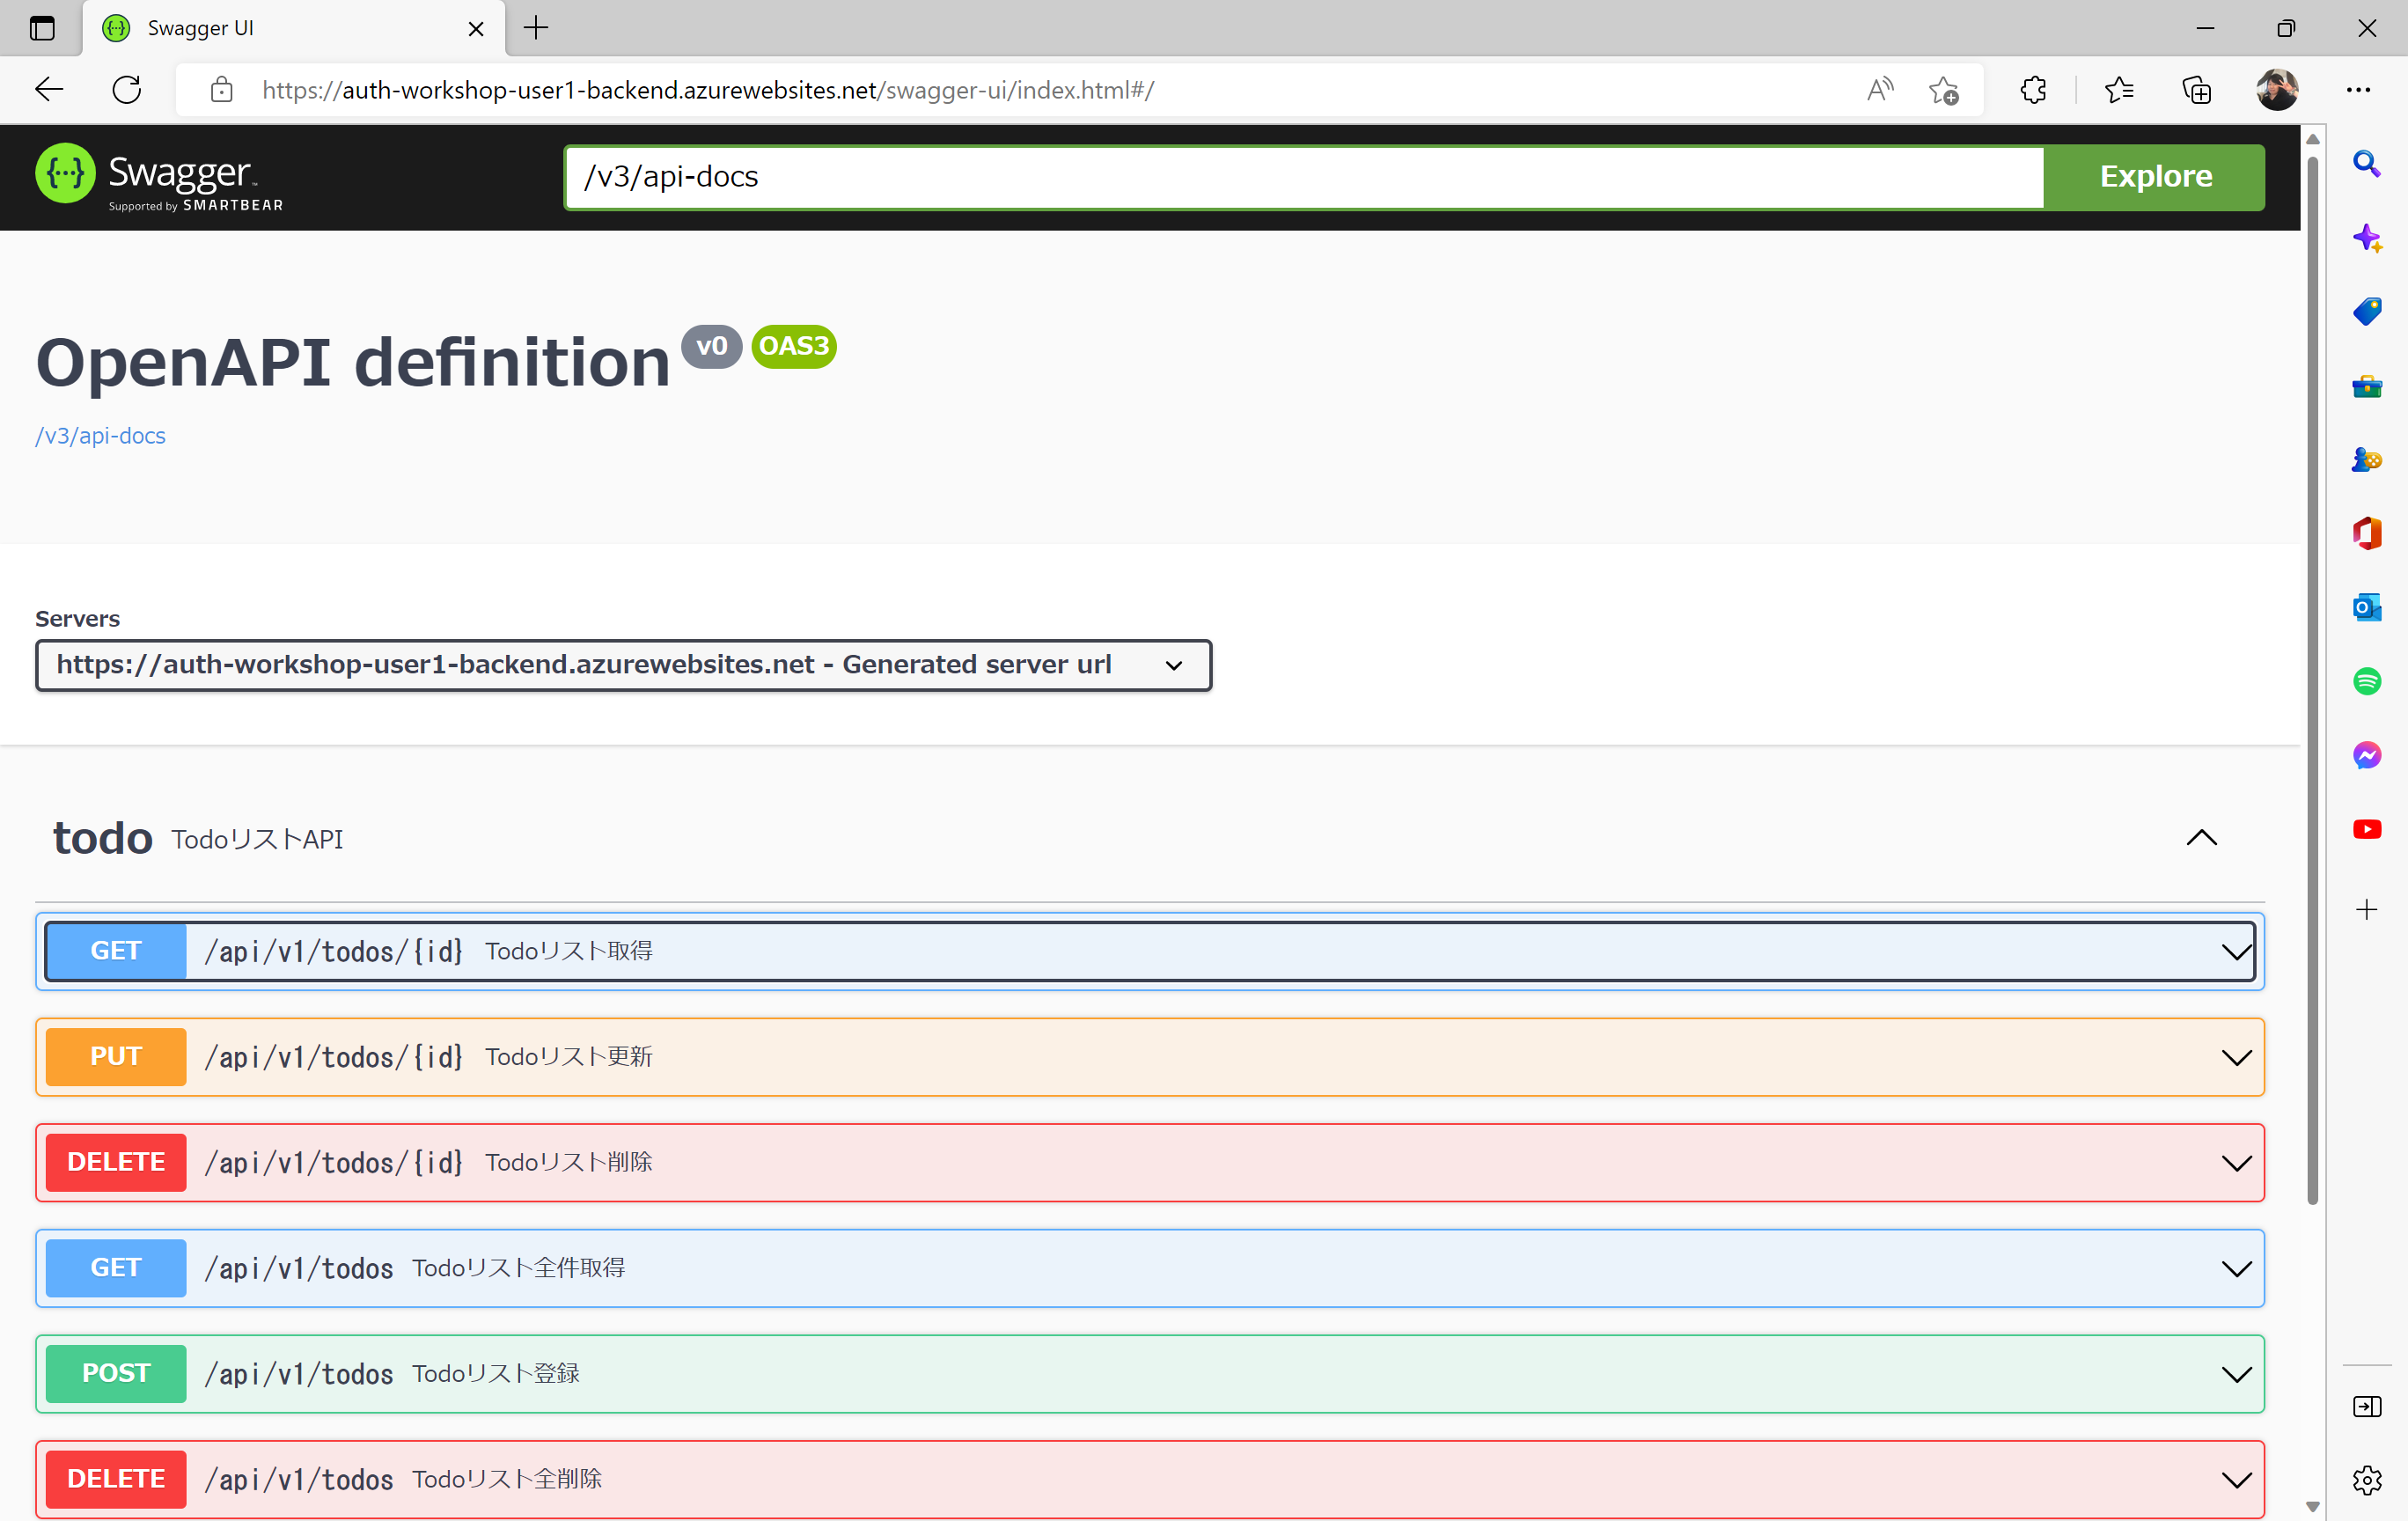 Swagger UI
https://auth-workshop-user1-backend.azurewebsites.net/swagger-ui/index.html#/
Swagger
Supported by SMARTBEAR
/v3/api-docs
Explore
OpenAPI definition v0 OAS3
/v3/api-docs
Servers
https://auth-workshop-user1-backend.azurewebsites.net - Generated server url
todo TodoリストAPI
GET /api/v1/todos/{id} Todoリスト取得
PUT /api/v1/todos/{id} Todoリスト更新
DELETE /api/v1/todos/{id} Todoリスト削除
GET /api/v1/todos Todoリスト全件取得
POST /api/v1/todos Todoリスト登録
DELETE /api/v1/todos Todoリスト全削除